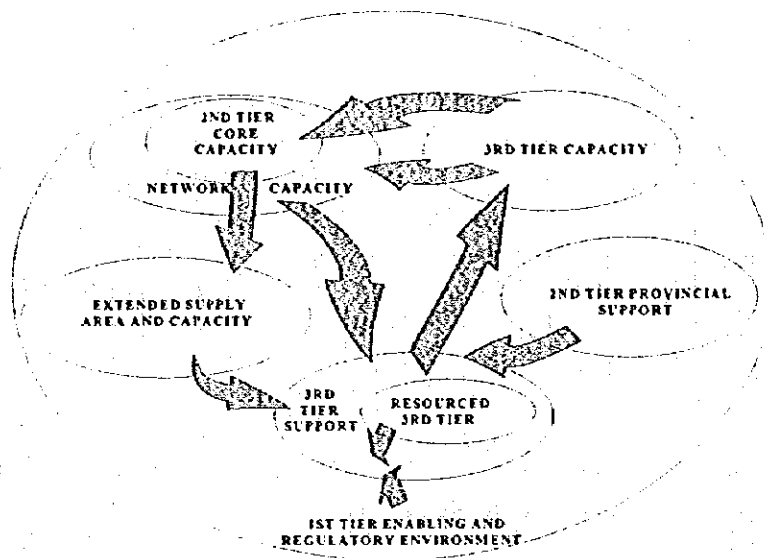 2ND TIER
CORE
CAPACITY
3RD TIER CAPACITY
NETWORK CAPACITY
EXTENDED SUPPLY
AREA AND CAPACITY
2ND TIER PROVINCIAL
SUPPORT
3RD
TIER
SUPPORT
RESOURCED
3RD TIER
1ST TIER ENABLING AND
REGULATORY ENVIRONMENT